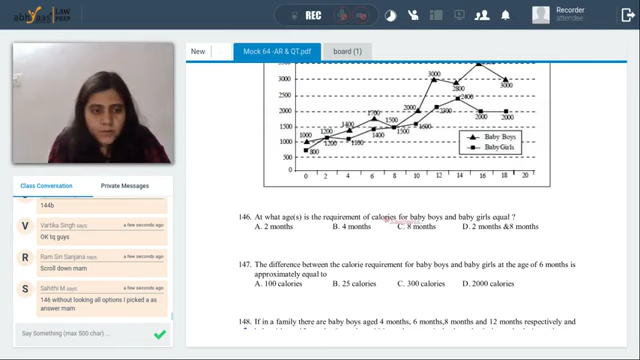 abhyaas LAW PREP
REC
Recorder
attendee
New
Mock 64 -AR & QT.pdf
board (1)
3500
3000
2500
2000
1500
1000
500
0
1000
800
1200
1200
1400
1100
1700
1400
1500
1500
2000
1600
3000
2300
2800
2400
2000
3000
2000
Baby Boys
Baby Girls
0 2 4 6 8 10 12 14 16 18 20
146. At what age(s) is the requirement of calories for baby boys and baby girls equal ?
A. 2 months B. 4 months C. 8 months D. 2 months &8 months
147. The difference between the calorie requirement for baby boys and baby girls at the age of 6 months is
approximately equal to
A. 100 calories B. 25 calories C. 300 calories D. 2000 calories
148. If in a family there are baby boys aged 4 months, 6 months,8 months and 12 months respectively and
Class Conversation
Private Messages
144b
V
Vartika Singh says: a few seconds ago
OK tq guys
R
Ram Sin Sanjana says: a few seconds ago
Scroll down mam
S
Sahithi M says: a few seconds ago
146 without looking all options I picked a as
answer mam
Say Something (max 500 char) ...